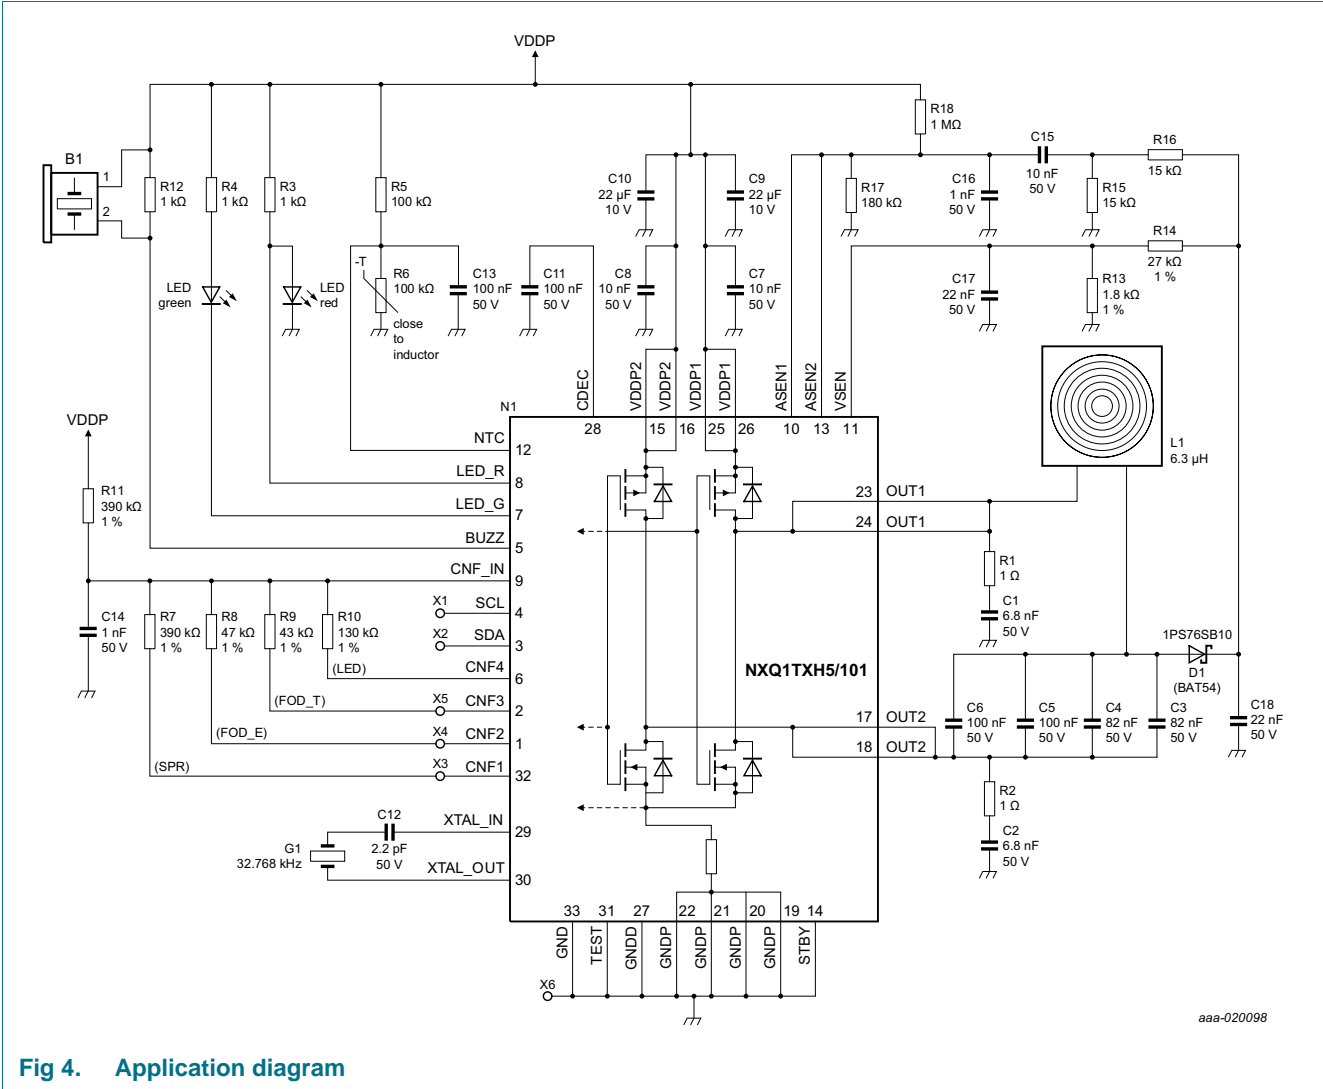 VDDP
B1
1
2
R12
1 kΩ
R4
1 kΩ
R3
1 kΩ
R5
100 kΩ
LED
green
LED
red
-T
R6
100 kΩ
close
to
inductor
C13
100 nF
50 V
C11
100 nF
50 V
C10
22 µF
10 V
C9
22 µF
10 V
C8
10 nF
50 V
C7
10 nF
50 V
R18
1 MΩ
R17
180 kΩ
C16
1 nF
50 V
C15
10 nF
50 V
R15
15 kΩ
R16
15 kΩ
R14
27 kΩ
1 %
C17
22 nF
50 V
R13
1.8 kΩ
1 %
L1
6.3 µH
CDEC
VDDP2
VDDP2
VDDP1
VDDP1
ASEN1
ASEN2
VSEN
N1
28
15
16
25
26
10
13
11
VDDP
R11
390 kΩ
1 %
NTC
12
LED_R
8
LED_G
7
BUZZ
5
CNF_IN
9
X1
SCL
4
X2
SDA
3
CNF4
6
X5
CNF3
2
X4
CNF2
1
X3
CNF1
32
XTAL_IN
29
XTAL_OUT
30
C14
1 nF
50 V
R7
390 kΩ
1 %
R8
47 kΩ
1 %
R9
43 kΩ
1 %
R10
130 kΩ
1 %
(LED)
(FOD_T)
(FOD_E)
(SPR)
C12
2.2 pF
50 V
G1
32.768 kHz
NXQ1TXH5/101
23
OUT1
24
OUT1
R1
1 Ω
C1
6.8 nF
50 V
17
OUT2
18
OUT2
1PS76SB10
D1
(BAT54)
C6
100 nF
50 V
C5
100 nF
50 V
C4
82 nF
50 V
C3
82 nF
50 V
C18
22 nF
50 V
R2
1 Ω
C2
6.8 nF
50 V
33
31
27
22
21
20
19
14
GND
TEST
GNDD
GNDP
GNDP
GNDP
GNDP
STBY
X6
aaa-020098
Fig 4. Application diagram